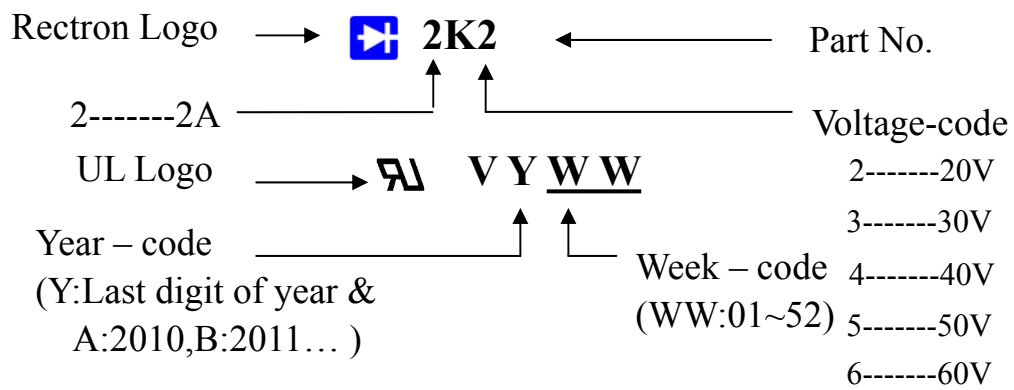 Rectron Logo 2K2 Part No.
2-------2A Voltage-code
UL Logo V Y W W 2-------20V
3-------30V
Year – code Week – code 4-------40V
(Y:Last digit of year & (WW:01~52) 5-------50V
A:2010,B:2011… )
6-------60V